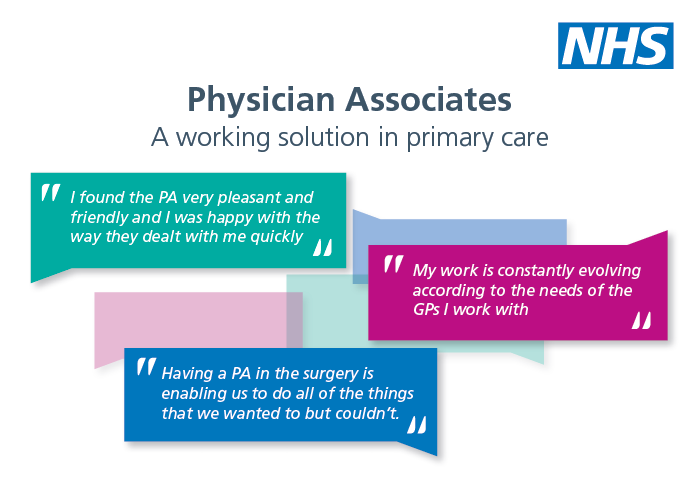 NHS
Physician Associates
A working solution in primary care
" I found the PA very pleasant and
friendly and I was happy with the
way they dealt with me quickly "
" My work is constantly evolving
according to the needs of the
GPs I work with "
" Having a PA in the surgery is
enabling us to do all of the things
that we wanted to but couldn't. "